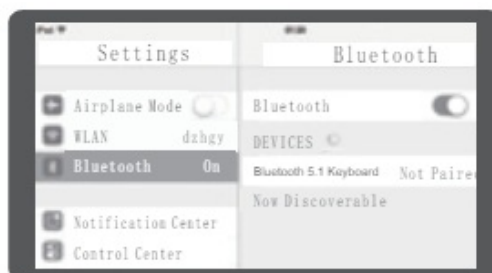 iPad
Settings
Airplane Mode
WLAN dzhgy
Bluetooth On
Notification Center
Control Center
Bluetooth
Bluetooth
DEVICES
Bluetooth 5.1 Keyboard Not Paire
Now Discoverable